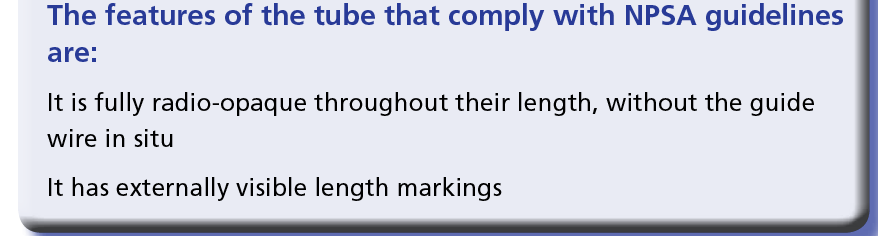 The features of the tube that comply with NPSA guidelines
are:
It is fully radio-opaque throughout their length, without the guide
wire in situ
It has externally visible length markings